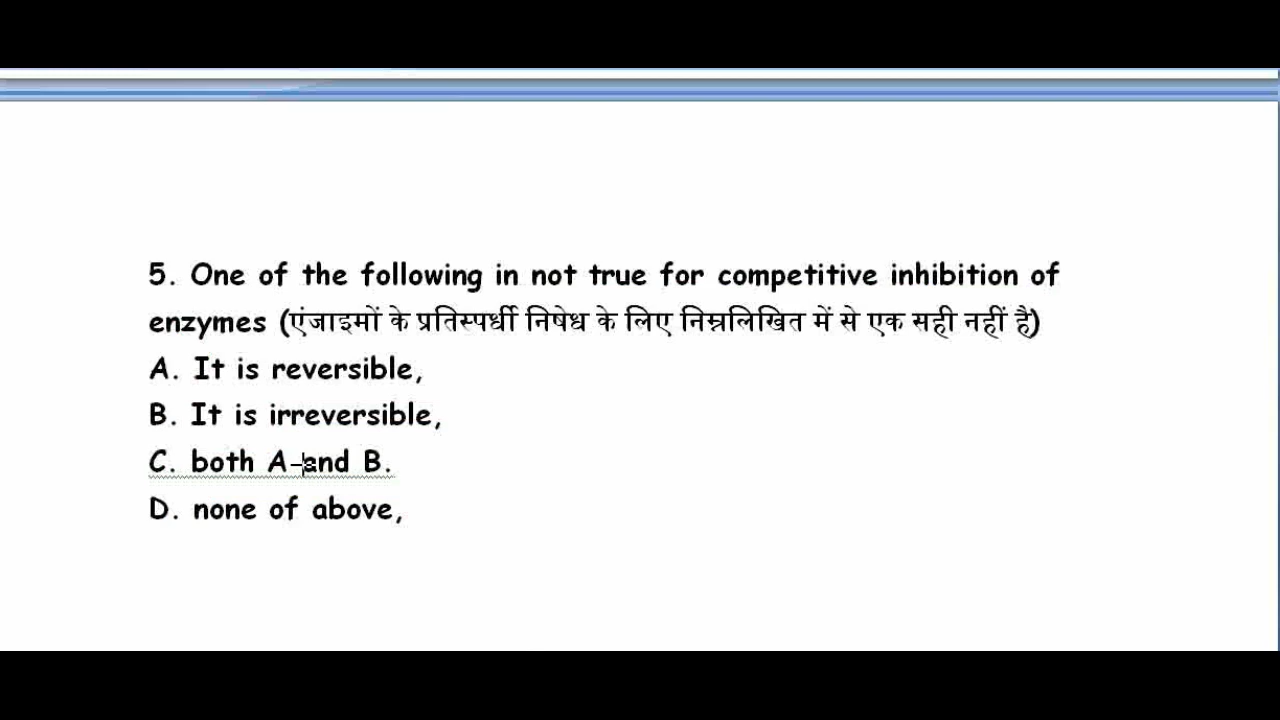 5. One of the following in not true for competitive inhibition of
enzymes (एंजाइमों के प्रतिस्पर्धी निषेध के लिए निम्नलिखित में से एक सही नहीं है)
A. It is reversible,
B. It is irreversible,
C. both A-and B.
D. none of above,